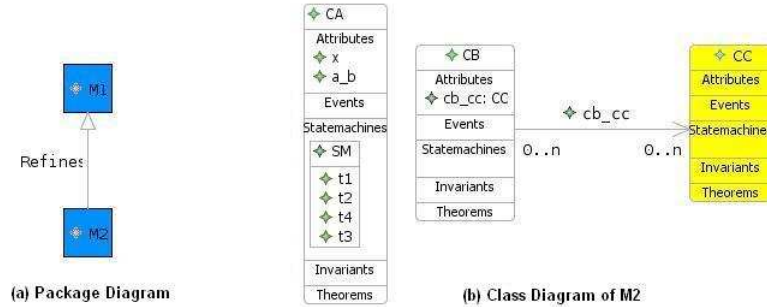 M1
Refines
M2
(a) Package Diagram
CA
Attributes
x
a_b
Events
Statemachines
SM
t1
t2
t4
t3
Invariants
Theorems
CB
Attributes
cb_cc: CC
Events
Statemachines
Invariants
Theorems
cb_cc
0..n
0..n
CC
Attributes
Events
Statemachine
Invariants
Theorems
(b) Class Diagram of M2